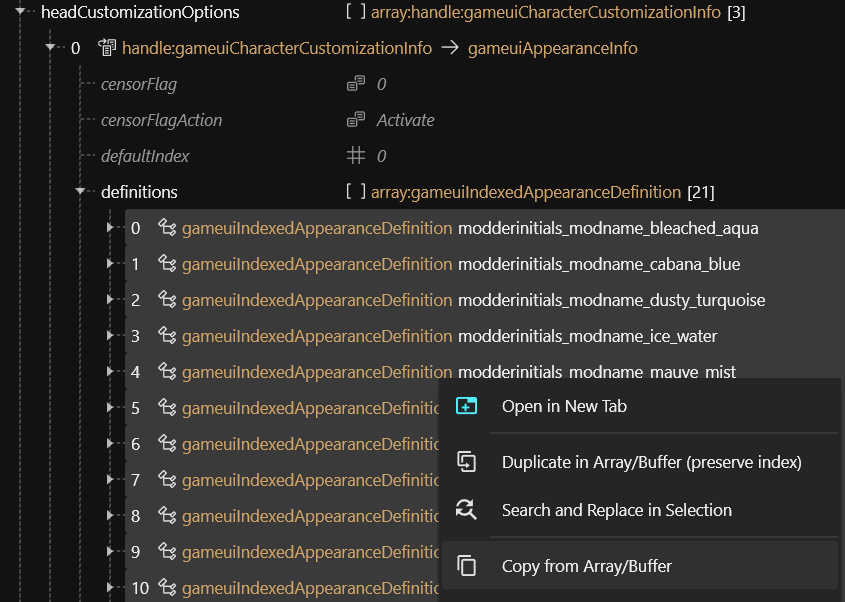 headCustomizationOptions [ ] array:handle:gameuiCharacterCustomizationInfo [3]
0 handle:gameuiCharacterCustomizationInfo → gameuiAppearanceInfo
censorFlag 0
censorFlagAction Activate
defaultIndex 0
definitions [ ] array:gameuiIndexedAppearanceDefinition [21]
0 gameuiIndexedAppearanceDefinition modderinitials_modname_bleached_aqua
1 gameuiIndexedAppearanceDefinition modderinitials_modname_cabana_blue
2 gameuiIndexedAppearanceDefinition modderinitials_modname_dusty_turquoise
3 gameuiIndexedAppearanceDefinition modderinitials_modname_ice_water
4 gameuiIndexedAppearanceDefinition modderinitials_modname_mauve_mist
5 gameuiIndexedAppearanceDefinitio
6 gameuiIndexedAppearanceDefinitio
7 gameuiIndexedAppearanceDefinitio
8 gameuiIndexedAppearanceDefinitio
9 gameuiIndexedAppearanceDefinitio
10 gameuiIndexedAppearanceDefinitio
Open in New Tab
Duplicate in Array/Buffer (preserve index)
Search and Replace in Selection
Copy from Array/Buffer